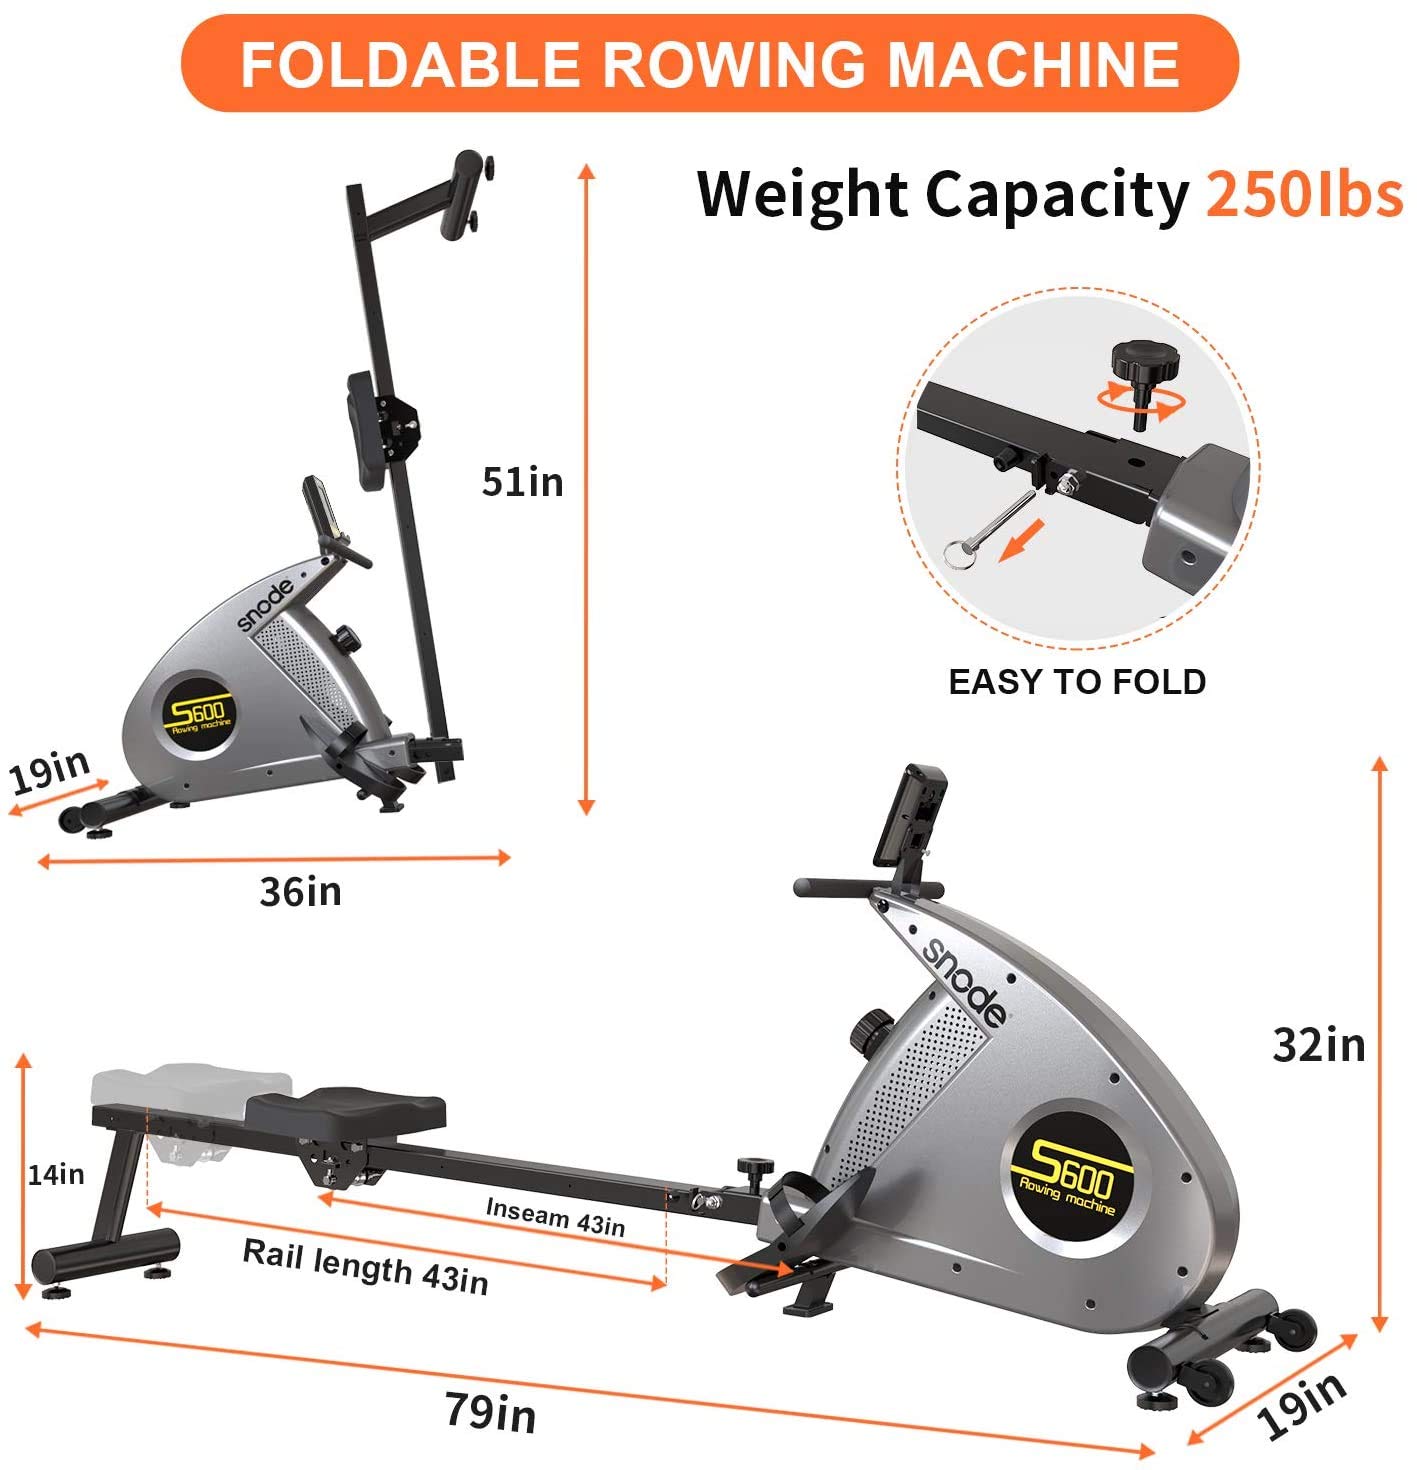 FOLDABLE ROWING MACHINE
Weight Capacity 250Ibs
51in
snode
S600
Rowing machine
19in
36in
EASY TO FOLD
snode
32in
S600
Rowing machine
14in
Inseam 43in
Rail length 43in
79in
19in